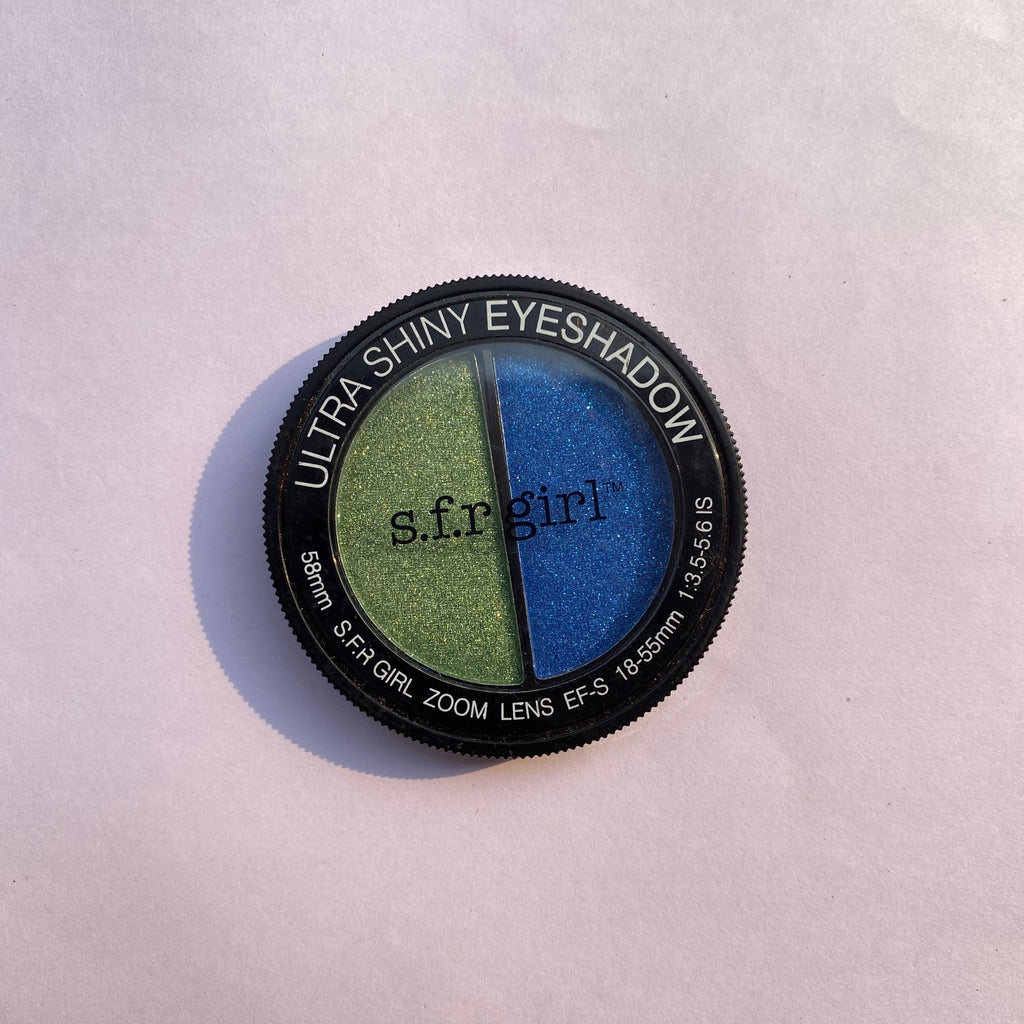 ULTRA SHINY EYESHADOW
s.f.r girl™
58mm S.F.R GIRL ZOOM LENS EF-S 18-55mm 1:3.5-5.6 IS